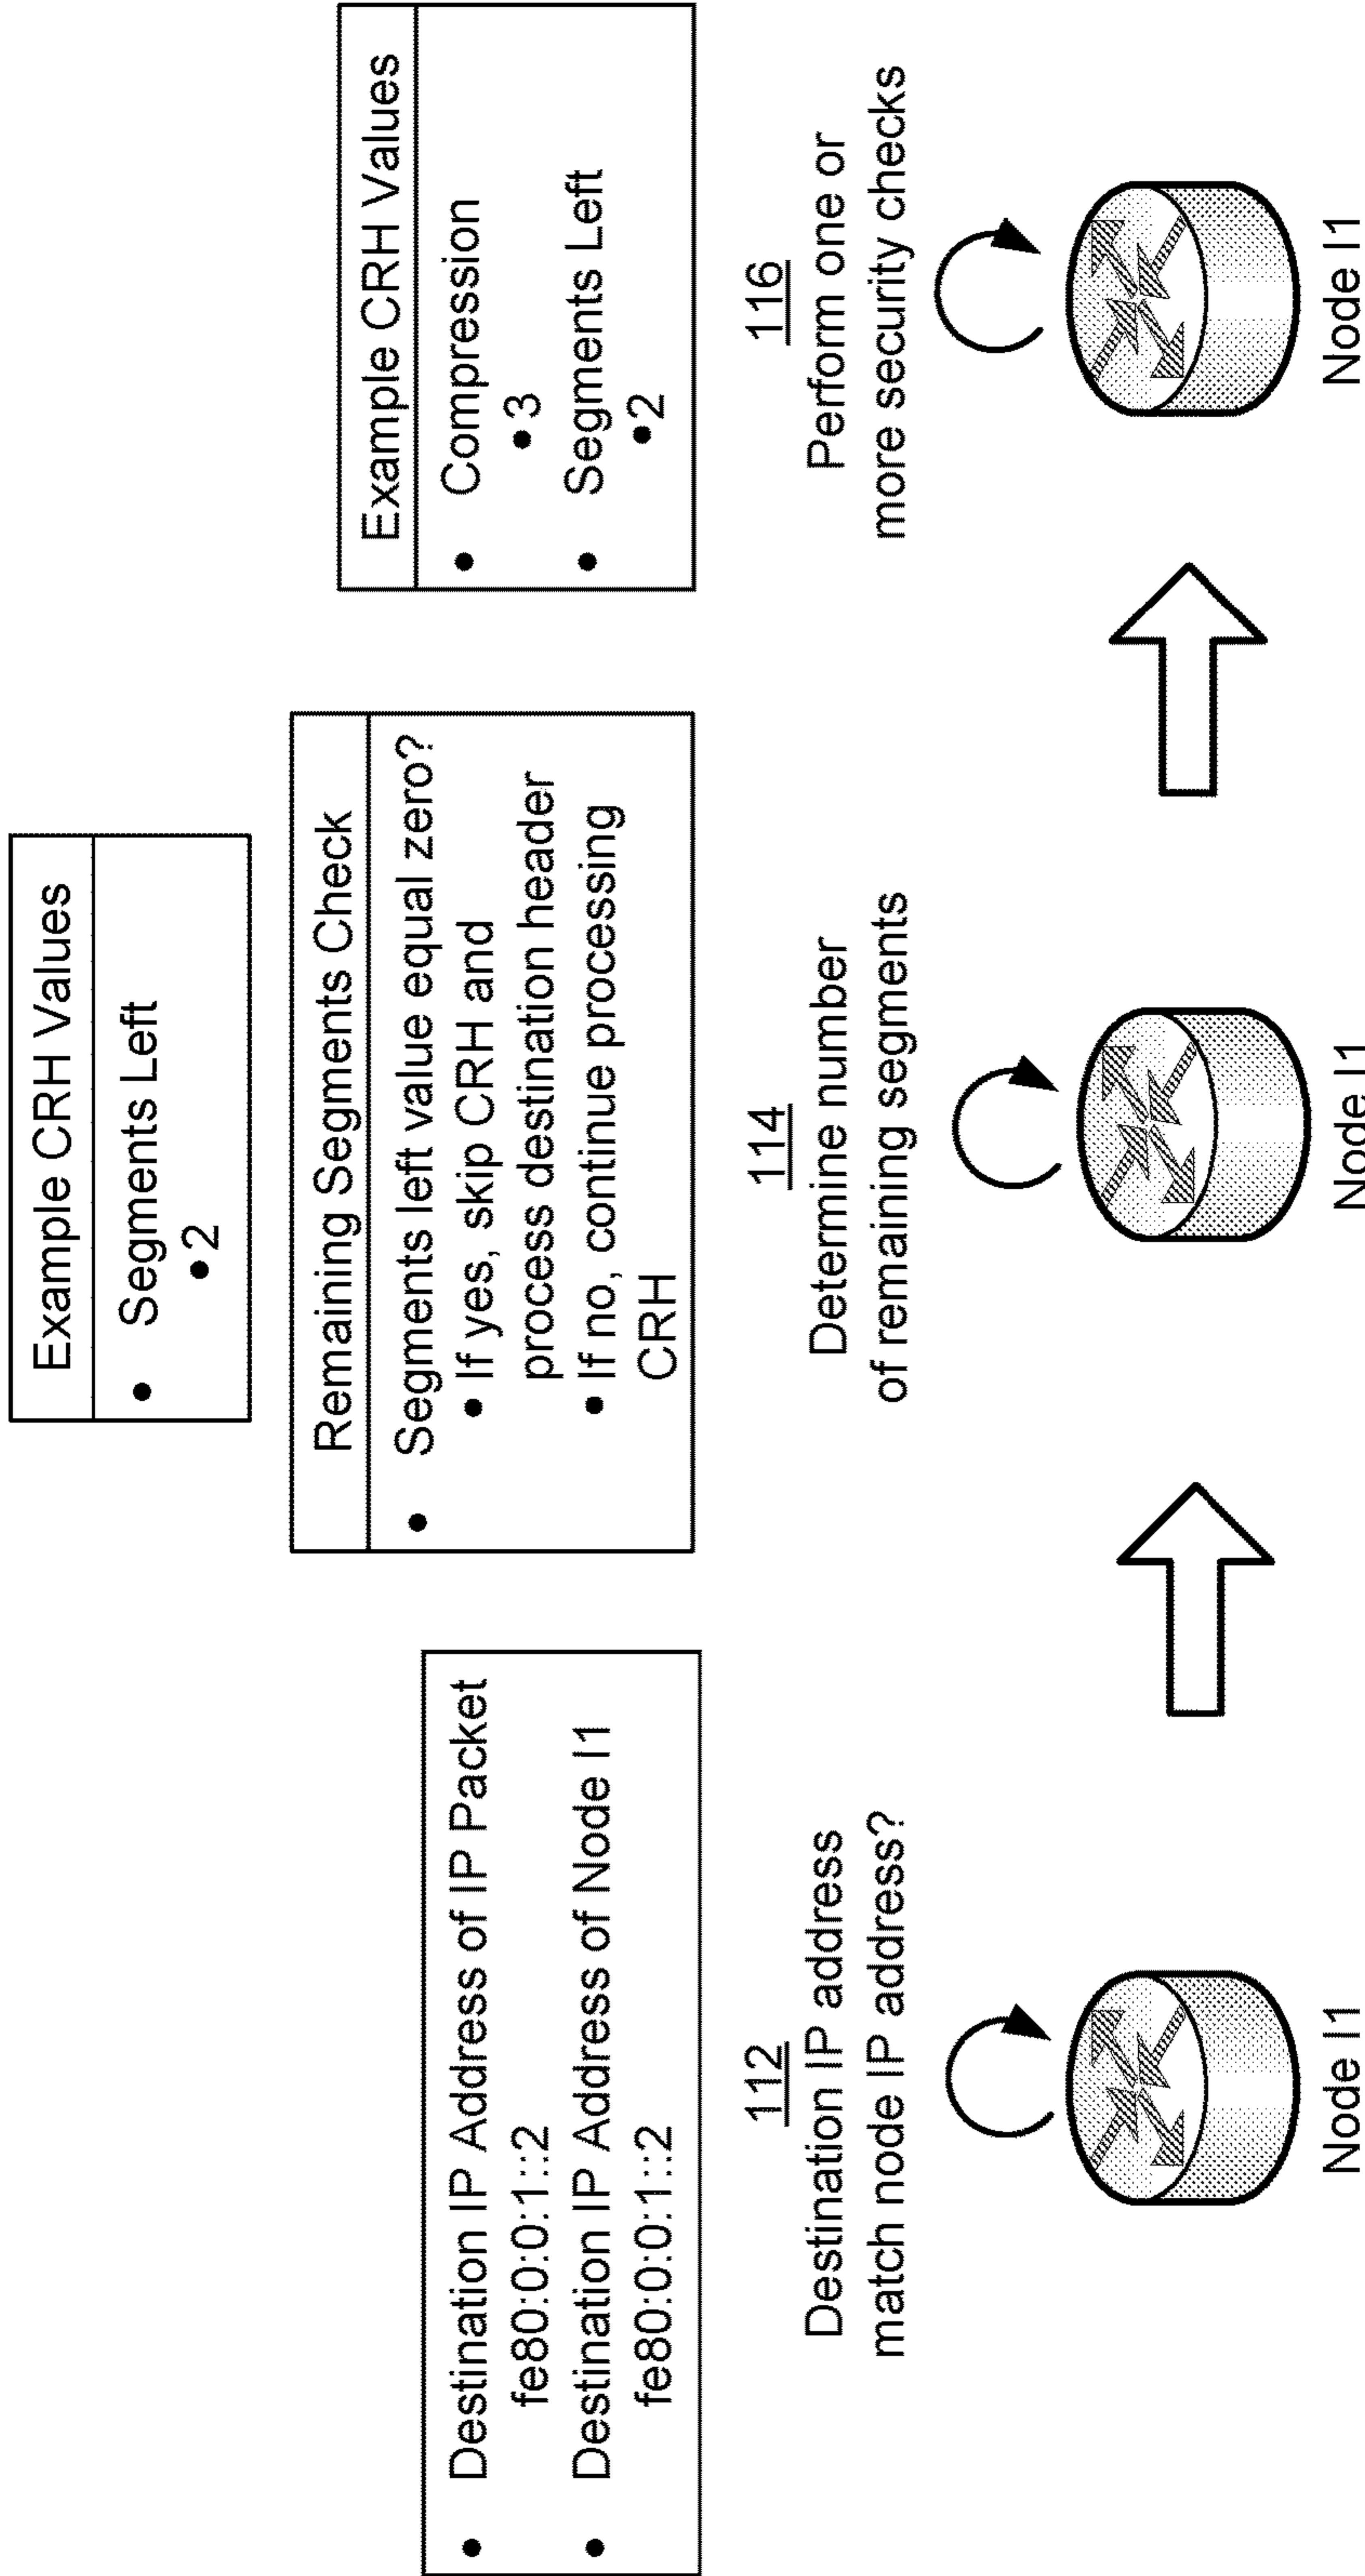 Destination IP Address of IP Packet
fe80:0:0:1::2
Destination IP Address of Node I1
fe80:0:0:1::2
112
Destination IP address
match node IP address?
Node I1
Example CRH Values
Segments Left
2
Remaining Segments Check
Segments left value equal zero?
If yes, skip CRH and
process destination header
If no, continue processing
CRH
114
Determine number
of remaining segments
Node I1
Example CRH Values
Compression
3
Segments Left
2
116
Perform one or
more security checks
Node I1